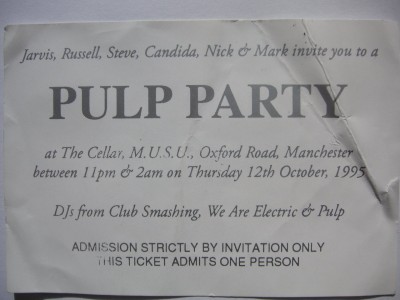 Jarvis, Russell, Steve, Candida, Nick & Mark invite you to a
PULP PARTY
at The Cellar, M.U.S.U., Oxford Road, Manchester
between 11pm & 2am on Thursday 12th October, 1995
DJs from Club Smashing, We Are Electric & Pulp
ADMISSION STRICTLY BY INVITATION ONLY
THIS TICKET ADMITS ONE PERSON